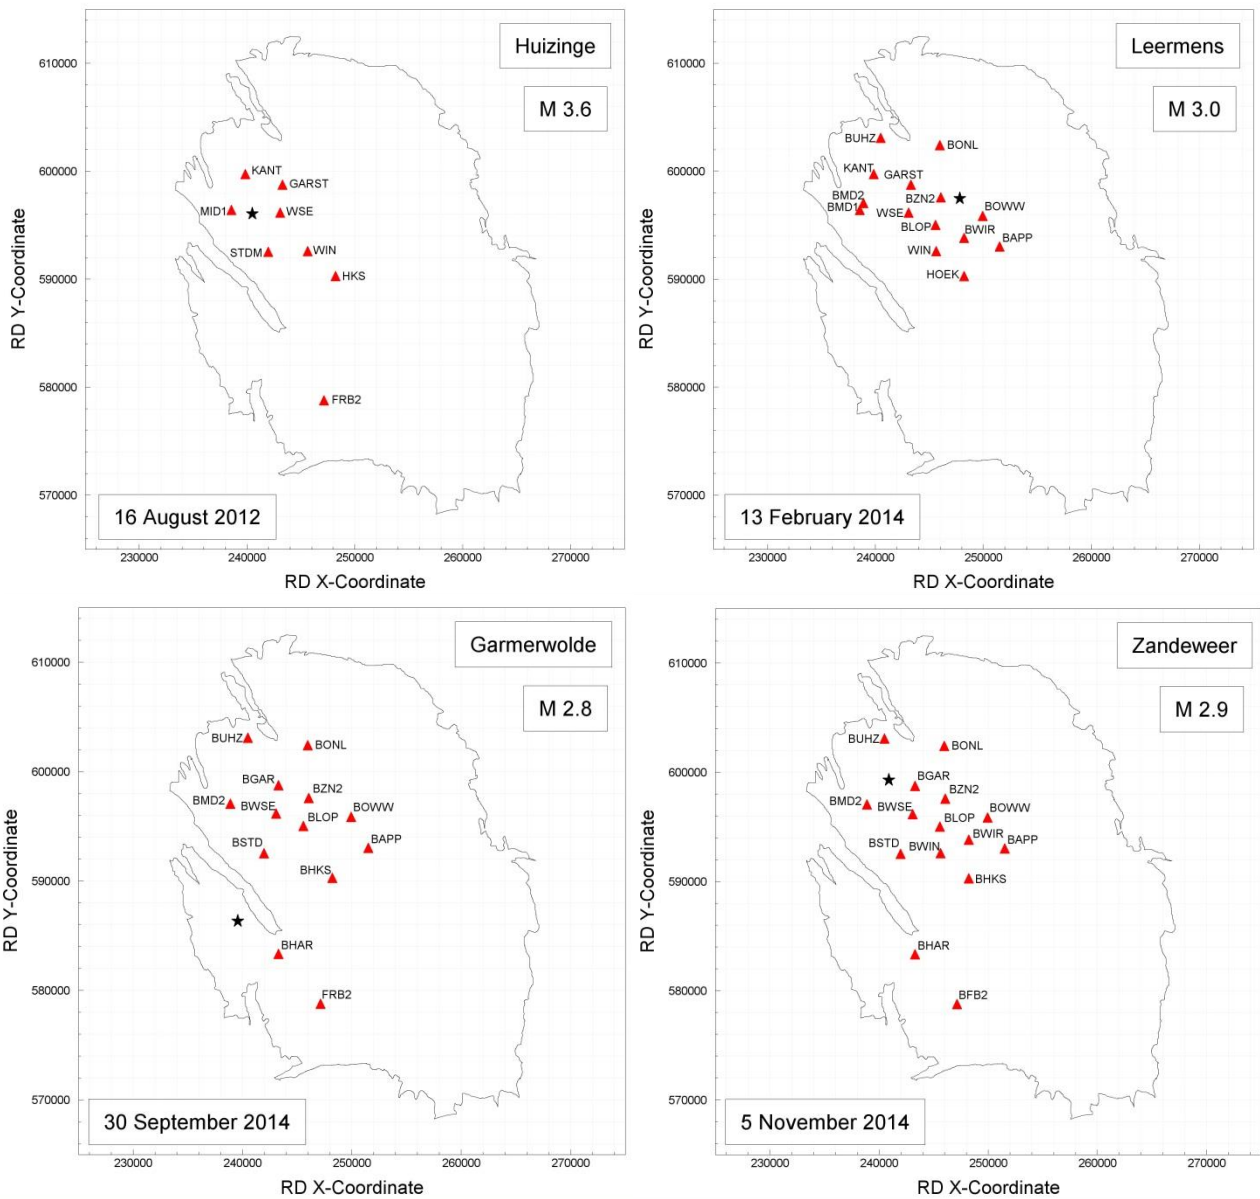 Huizinge
M 3.6
610000
600000
590000
580000
570000
RD Y-Coordinate
KANT
GARST
MID1
WSE
STDM
WIN
HKS
FRB2
16 August 2012
230000 240000 250000 260000 270000
RD X-Coordinate
Leermens
M 3.0
610000
600000
590000
580000
570000
RD Y-Coordinate
BUHZ
BONL
KANT
GARST
BMD2
BZN2
BMD1
WSE
BOWW
BLOP
BWIR
BAPP
WIN
HOEK
13 February 2014
230000 240000 250000 260000 270000
RD X-Coordinate
Garmerwolde
M 2.8
610000
600000
590000
580000
570000
RD Y-Coordinate
BUHZ
BONL
BGAR
BZN2
BMD2
BWSE
BOWW
BLOP
BSTD
BAPP
BHKS
BHAR
FRB2
30 September 2014
230000 240000 250000 260000 270000
RD X-Coordinate
Zandeweer
M 2.9
610000
600000
590000
580000
570000
RD Y-Coordinate
BUHZ
BONL
BGAR
BZN2
BMD2
BWSE
BOWW
BLOP
BWIR
BSTD
BWIN
BAPP
BHKS
BHAR
BFB2
5 November 2014
230000 240000 250000 260000 270000
RD X-Coordinate